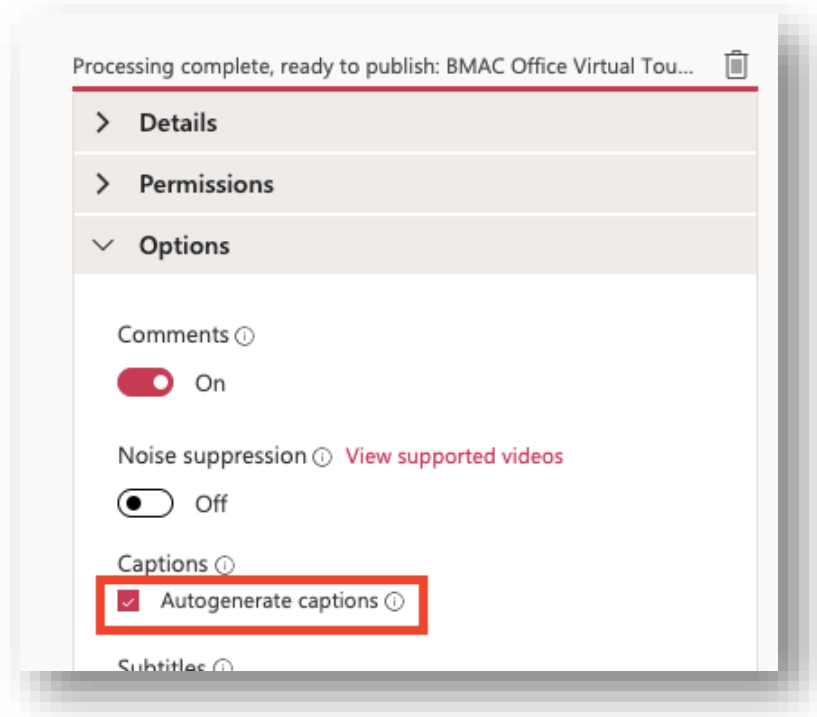 Processing complete, ready to publish: BMAC Office Virtual Tou...
Details
Permissions
Options
Comments
On
Noise suppression View supported videos
Off
Captions
Autogenerate captions
Subtitles